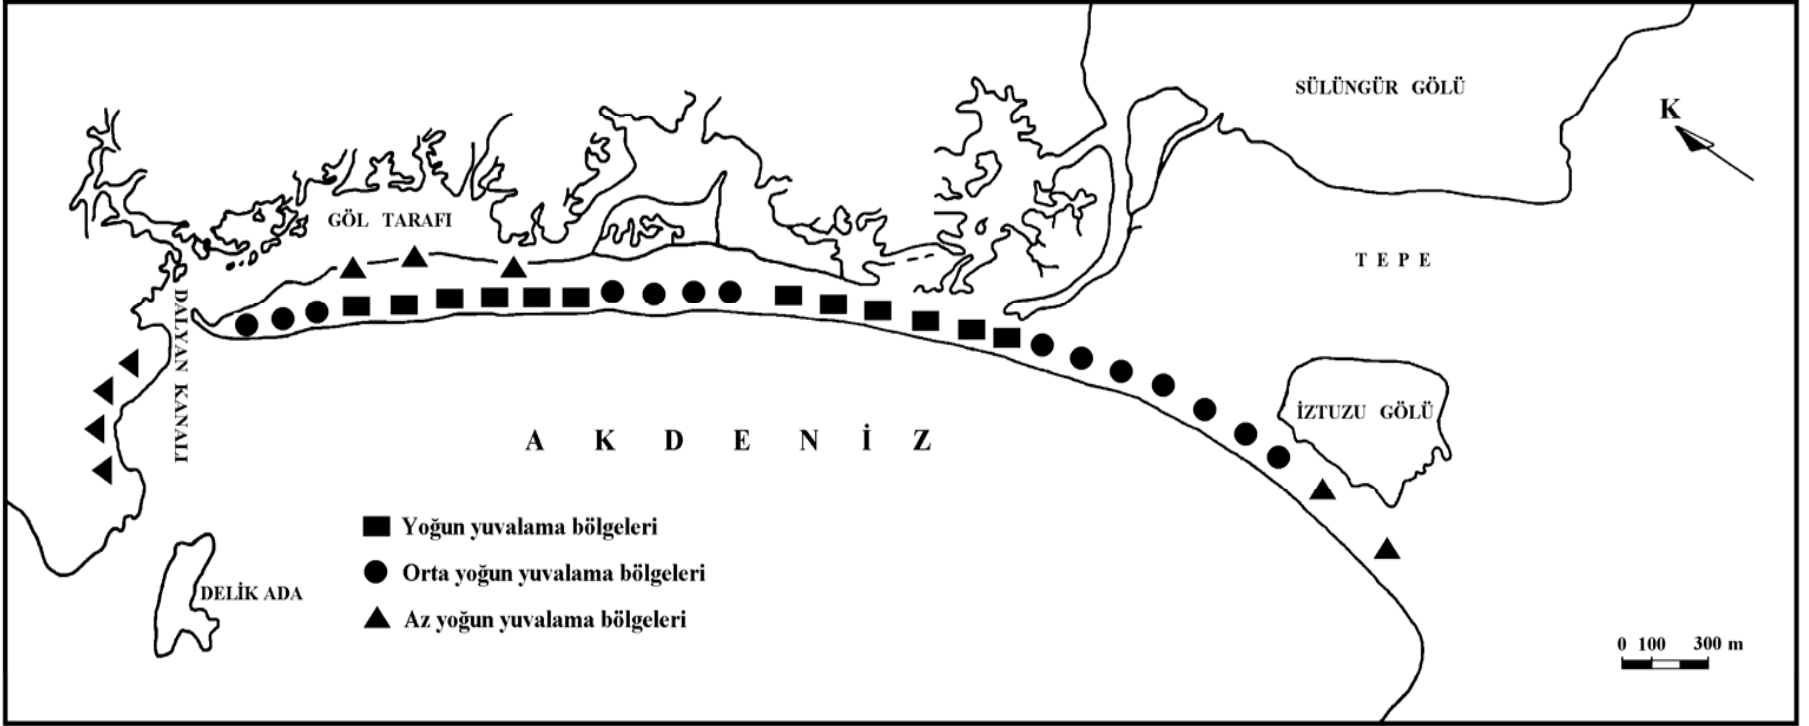 SÜLÜNGÜR GÖLÜ
K
GÖL TARAFI
TEPE
DALYAN KANALI
İZTUZU GÖLÜ
AKDENİZ
Yoğun yuvalama bölgeleri
Orta yoğun yuvalama bölgeleri
DELİK ADA
Az yoğun yuvalama bölgeleri
0 100 300 m